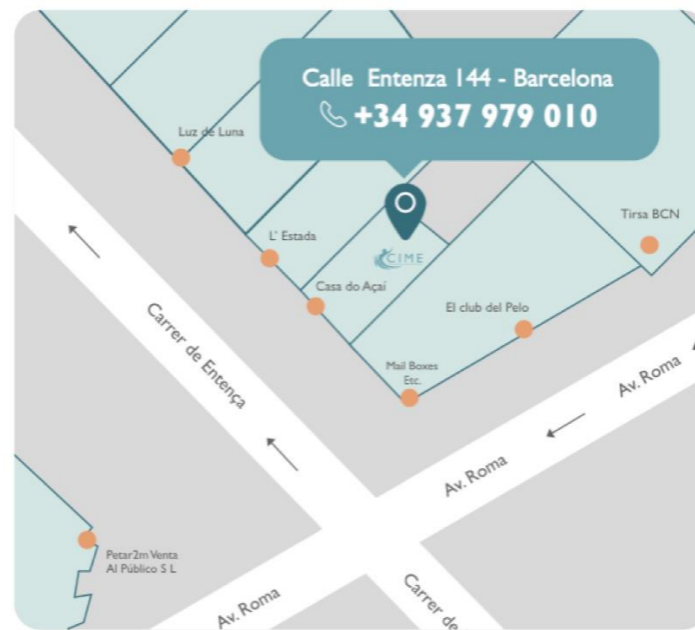 Calle Entenza 144 - Barcelona
+34 937 979 010
Luz de Luna
Tirsa BCN
L' Estada
CIME
Casa do Açaí
El club del Pelo
Carrer de Entença
Mail Boxes
Etc.
Av. Roma
Av. Roma
Petar2m Venta
Al Público S L
Av. Roma
Carrer de